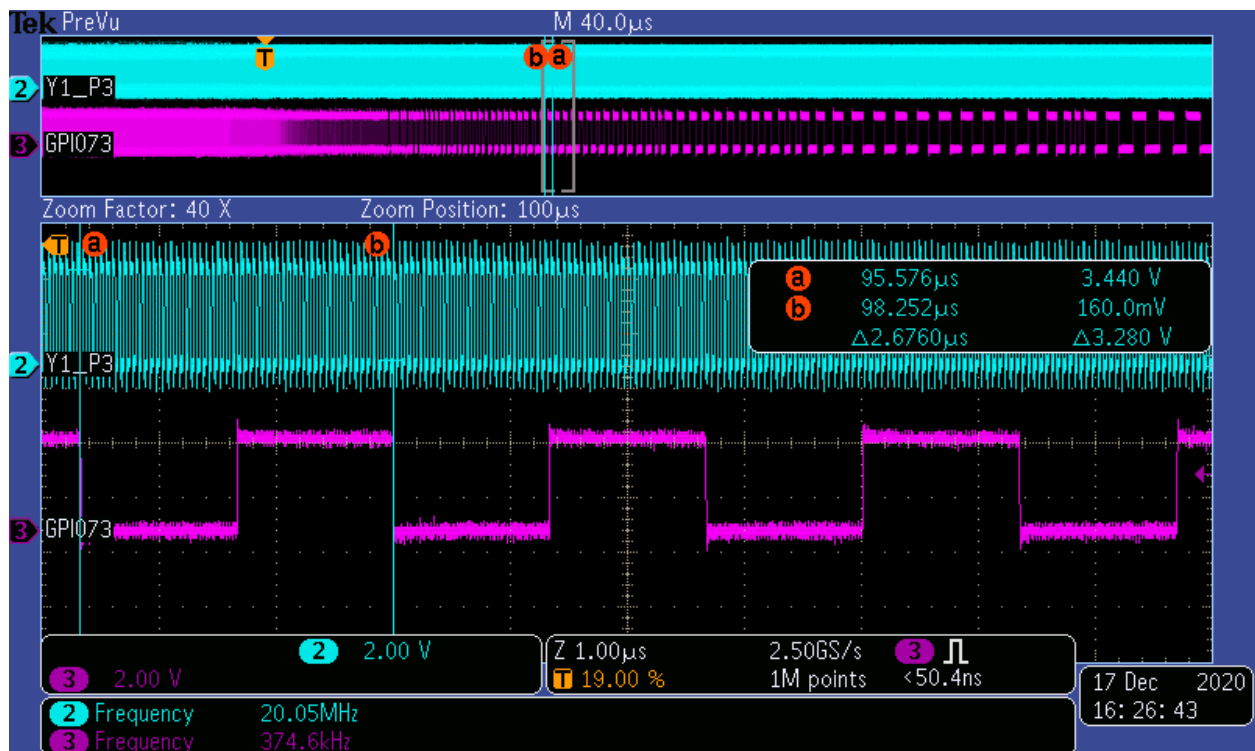 Tek PreVu M 40.0µs
T b a
2 Y1_P3
3 GPIO73
Zoom Factor: 40 X Zoom Position: 100µs
T a b
a 95.576µs 3.440 V
b 98.252µs 160.0mV
Δ2.6760µs Δ3.280 V
2 Y1_P3
3 GPIO73
2 2.00 V
3 2.00 V
Z 1.00µs 2.50GS/s 3
T 19.00 % 1M points <50.4ns
17 Dec 2020
16:26:43
2 Frequency 20.05MHz
3 Frequency 374.6kHz